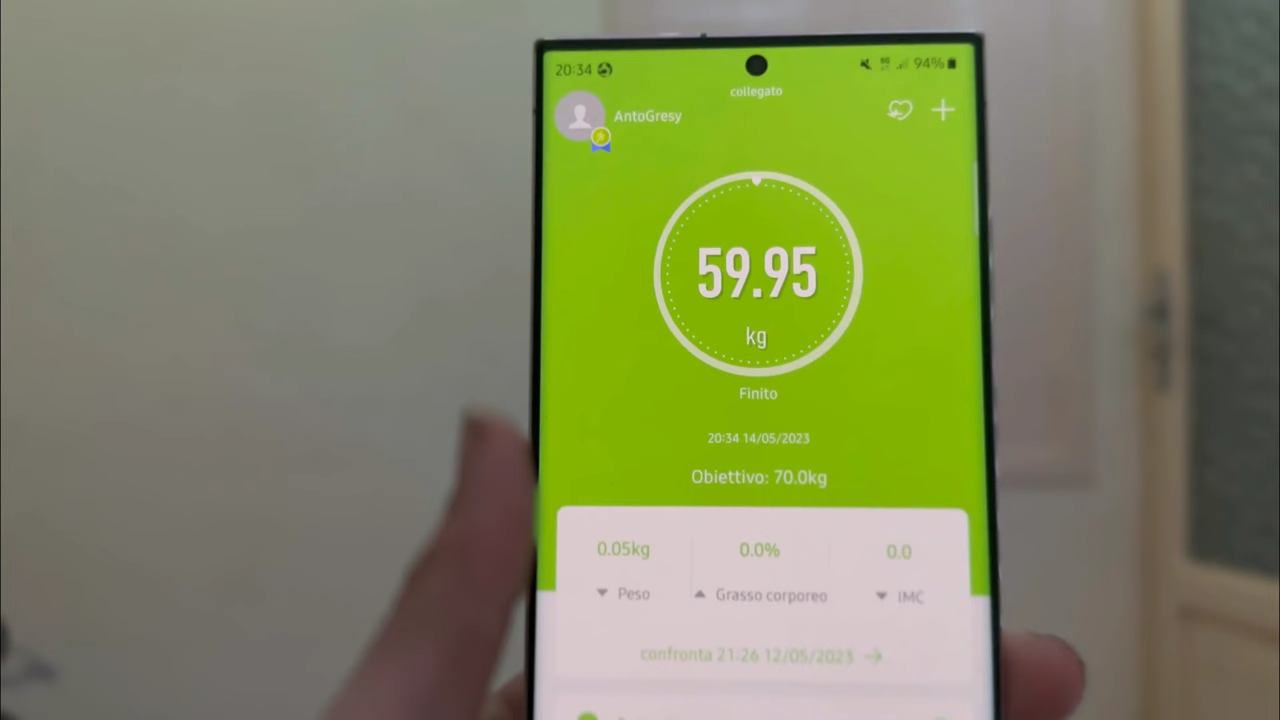 20:34
94%
collegato
AntoGresy
59.95
kg
Finito
20:34 14/05/2023
Obiettivo: 70.0kg
0.05kg 0.0% 0.0
Peso Grasso corporeo IMC
confronta 21:26 12/05/2023